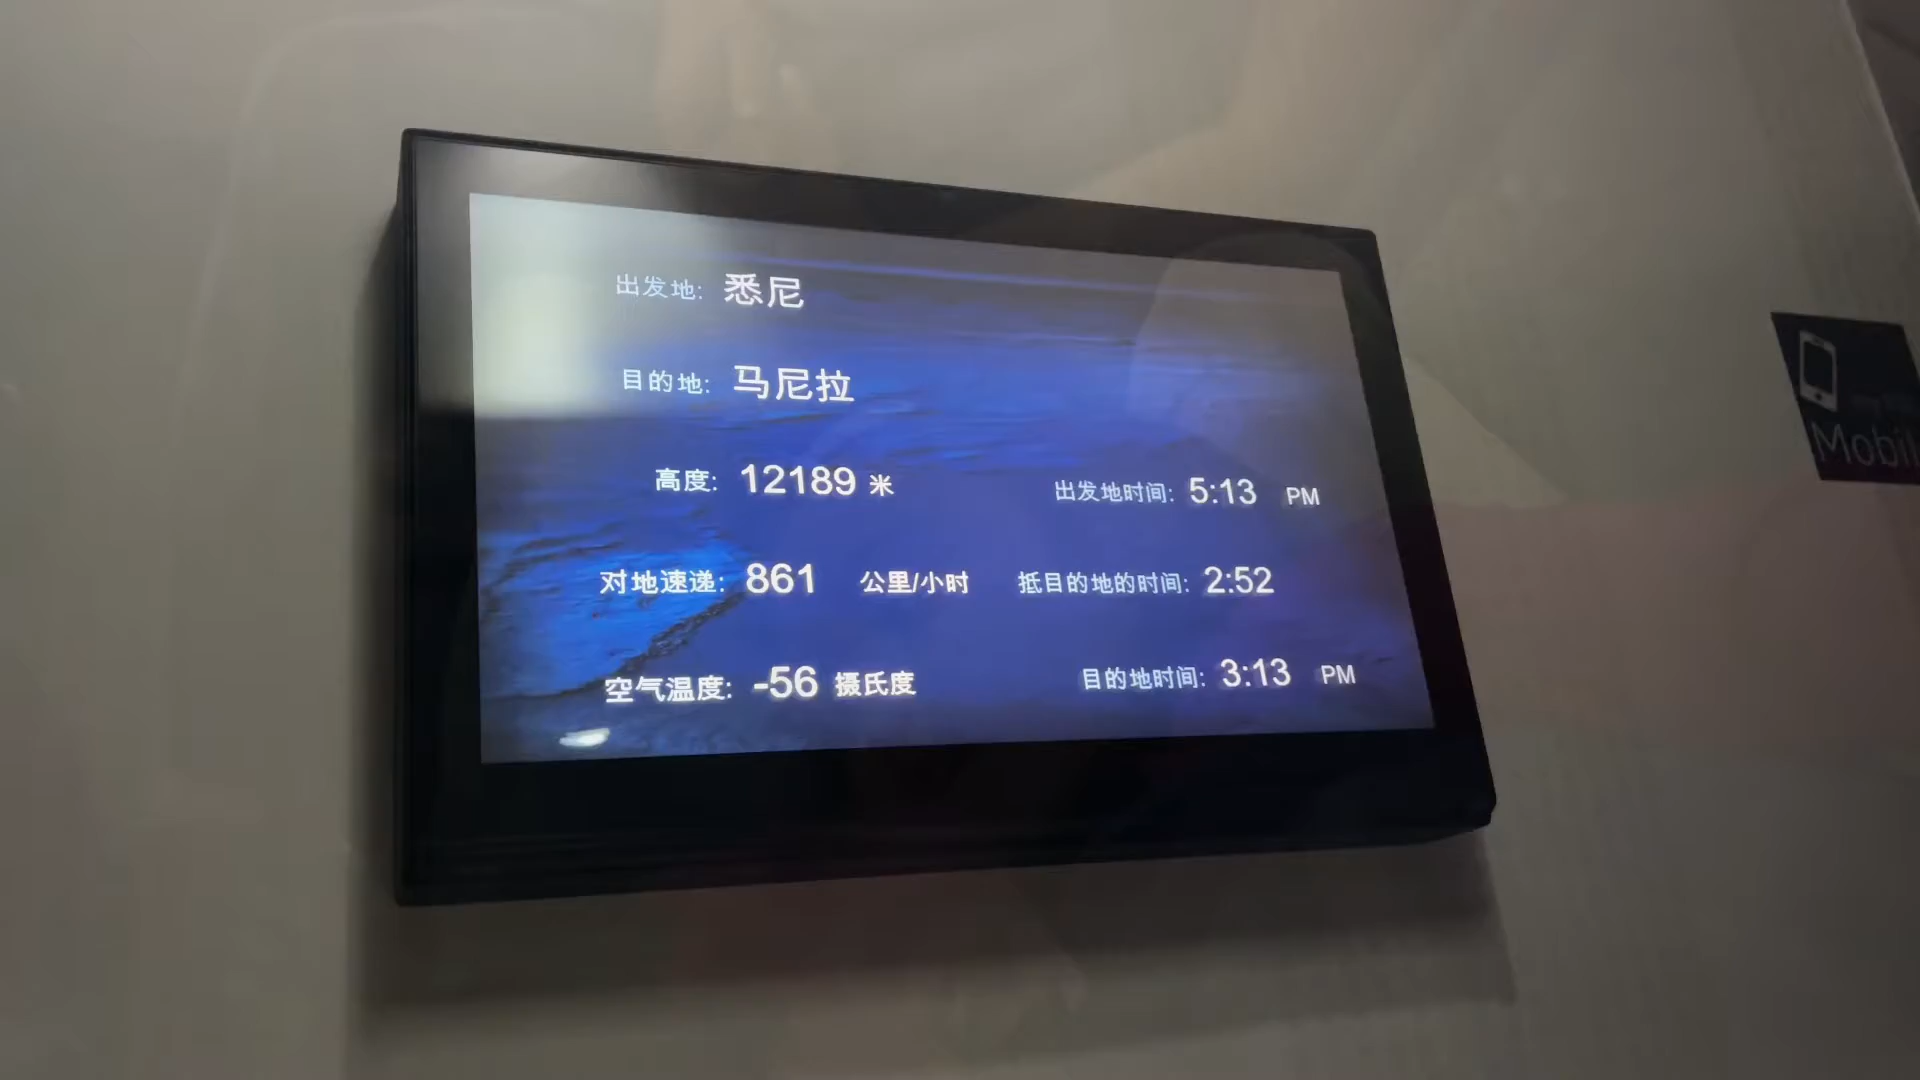 出发地: 悉尼
目的地: 马尼拉
高度: 12189 米
出发地时间: 5:13 PM
对地速递: 861 公里/小时
抵目的地的时间: 2:52
空气温度: -56 摄氏度
目的地时间: 3:13 PM
Mobil